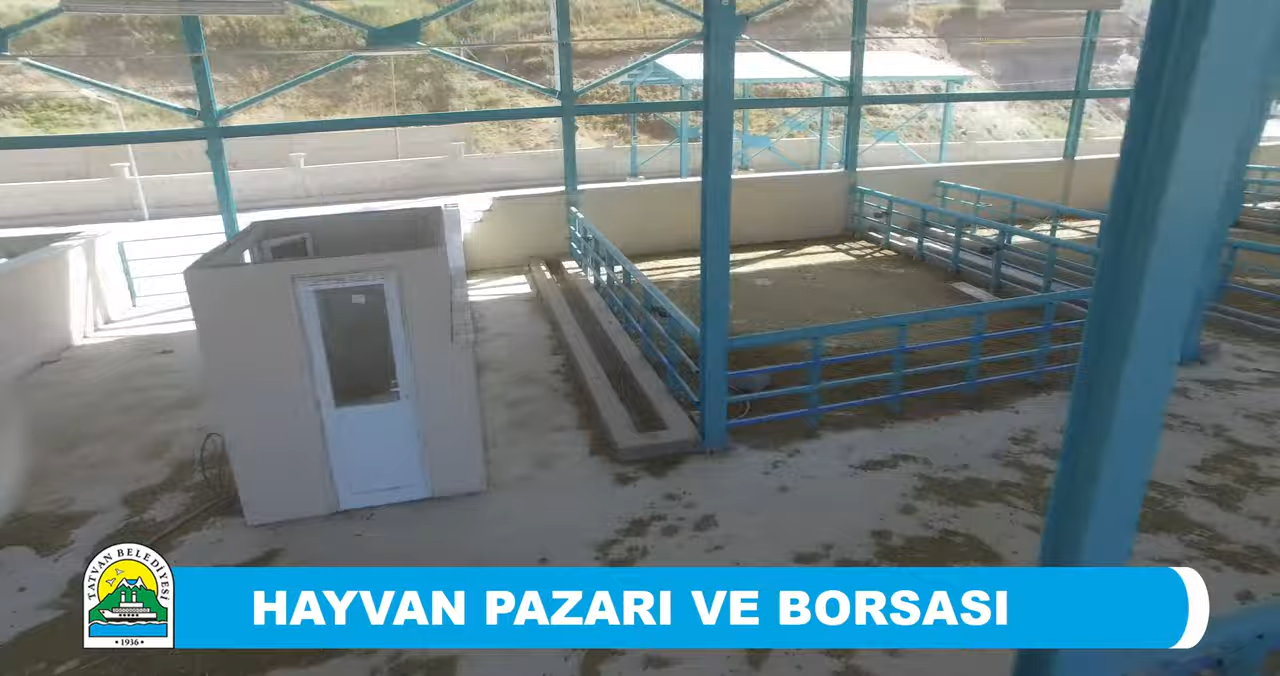 TATVAN BELEDİYESİ
• 1936 •
HAYVAN PAZARI VE BORSASI